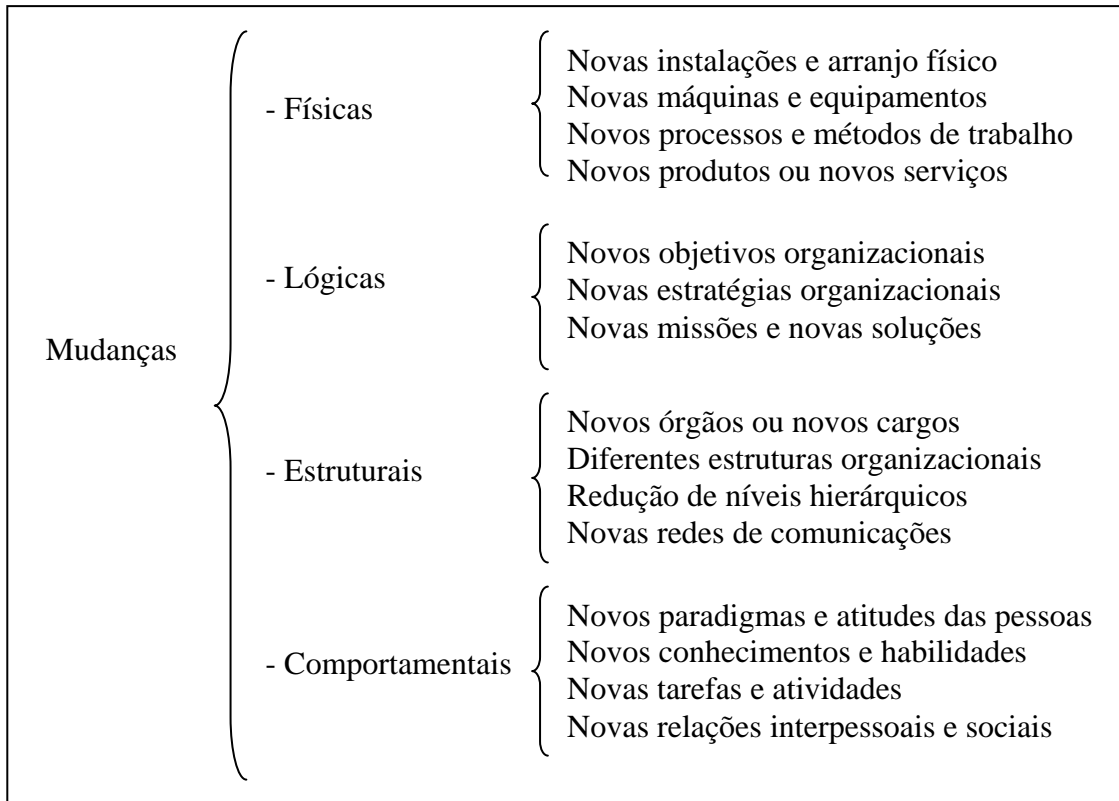 Mudanças
- Físicas
Novas instalações e arranjo físico
Novas máquinas e equipamentos
Novos processos e métodos de trabalho
Novos produtos ou novos serviços
- Lógicas
Novos objetivos organizacionais
Novas estratégias organizacionais
Novas missões e novas soluções
- Estruturais
Novos órgãos ou novos cargos
Diferentes estruturas organizacionais
Redução de níveis hierárquicos
Novas redes de comunicações
- Comportamentais
Novos paradigmas e atitudes das pessoas
Novos conhecimentos e habilidades
Novas tarefas e atividades
Novas relações interpessoais e sociais